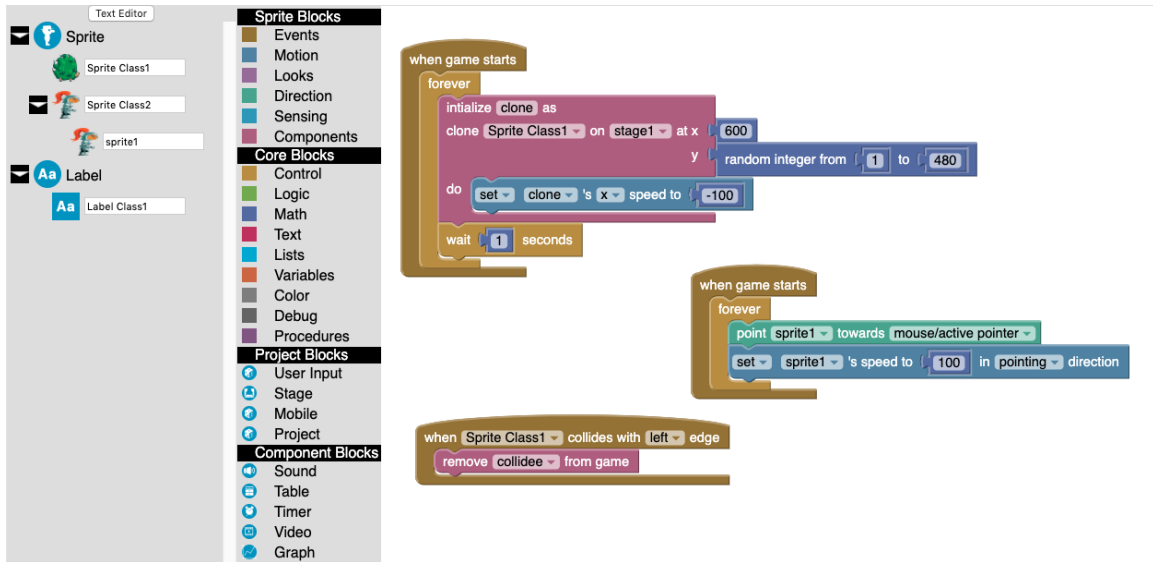 Text Editor
Sprite
Sprite Class1
Sprite Class2
sprite1
Label
Label Class1
Sprite Blocks
Events
Motion
Looks
Direction
Sensing
Components
Core Blocks
Control
Logic
Math
Text
Lists
Variables
Color
Debug
Procedures
Project Blocks
User Input
Stage
Mobile
Project
Component Blocks
Sound
Table
Timer
Video
Graph
when game starts
forever
intialize clone as
clone Sprite Class1 on stage1 at x 600
y random integer from 1 to 480
do set clone 's x speed to -100
wait 1 seconds
when game starts
forever
point sprite1 towards mouse/active pointer
set sprite1 's speed to 100 in pointing direction
when Sprite Class1 collides with left edge
remove collidee from game
Aa
Aa